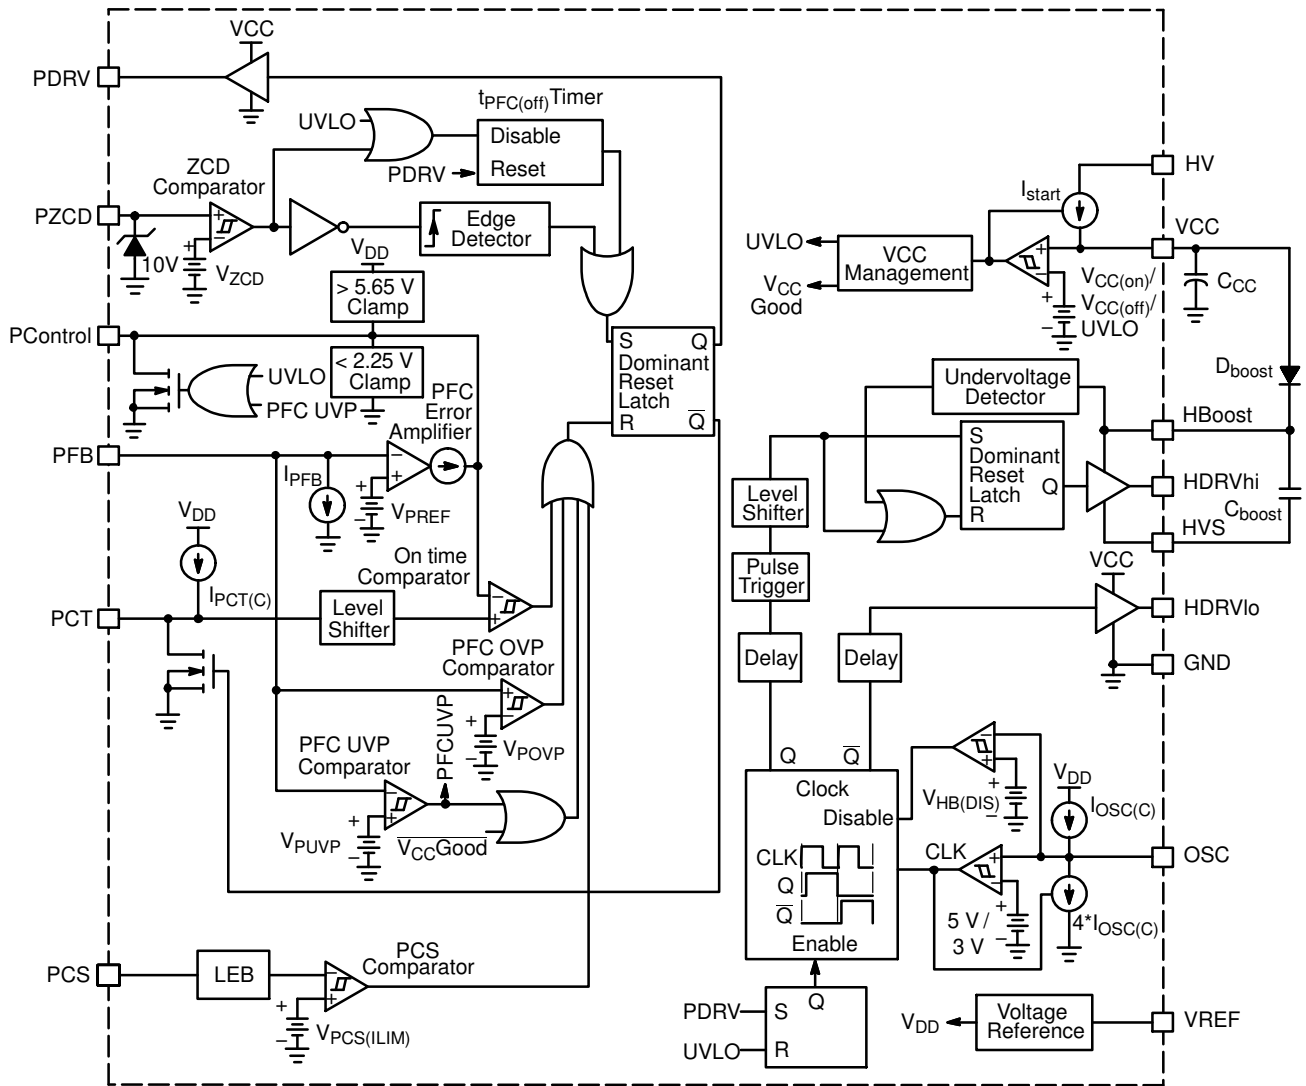 VCC
PDRV
tPFC(off) Timer
UVLO
Disable
Reset
PDRV
ZCD
Comparator
PZCD
+
−
+
−
10V
VZCD
Edge
Detector
VDD
> 5.65 V
Clamp
PControl
< 2.25 V
Clamp
UVLO
PFC UVP
PFC
Error
Amplifier
S
Q
Dominant
Reset
Latch
R
Q
PFB
IPFB
−
+
+
−
VPREF
VDD
IPCT(C)
On time
Comparator
PCT
Level
Shifter
−
+
PFC OVP
Comparator
+
−
+
−
VPOVP
PFCUVP
PFC UVP
Comparator
−
+
+
−
VPUVP
VCCGood
PCS
LEB
PCS
Comparator
−
+
+
−
VPCS(ILIM)
HV
Istart
VCC
UVLO
VCC
Good
VCC
Management
+
−
+
−
VCC(on)/
VCC(off)/
UVLO
CCC
Dboost
Undervoltage
Detector
HBoost
S
Dominant
Reset
Latch
Q
R
HDRVhi
Cboost
HVS
Level
Shifter
Pulse
Trigger
VCC
HDRVlo
GND
Delay
Delay
Q
Q
Clock
Disable
CLK
Q
Q
Enable
−
+
+
−
VHB(DIS)
VDD
IOSC(C)
CLK
OSC
+
−
+
−
5 V /
3 V
4*IOSC(C)
PDRV
S
Q
UVLO
R
VDD
Voltage
Reference
VREF